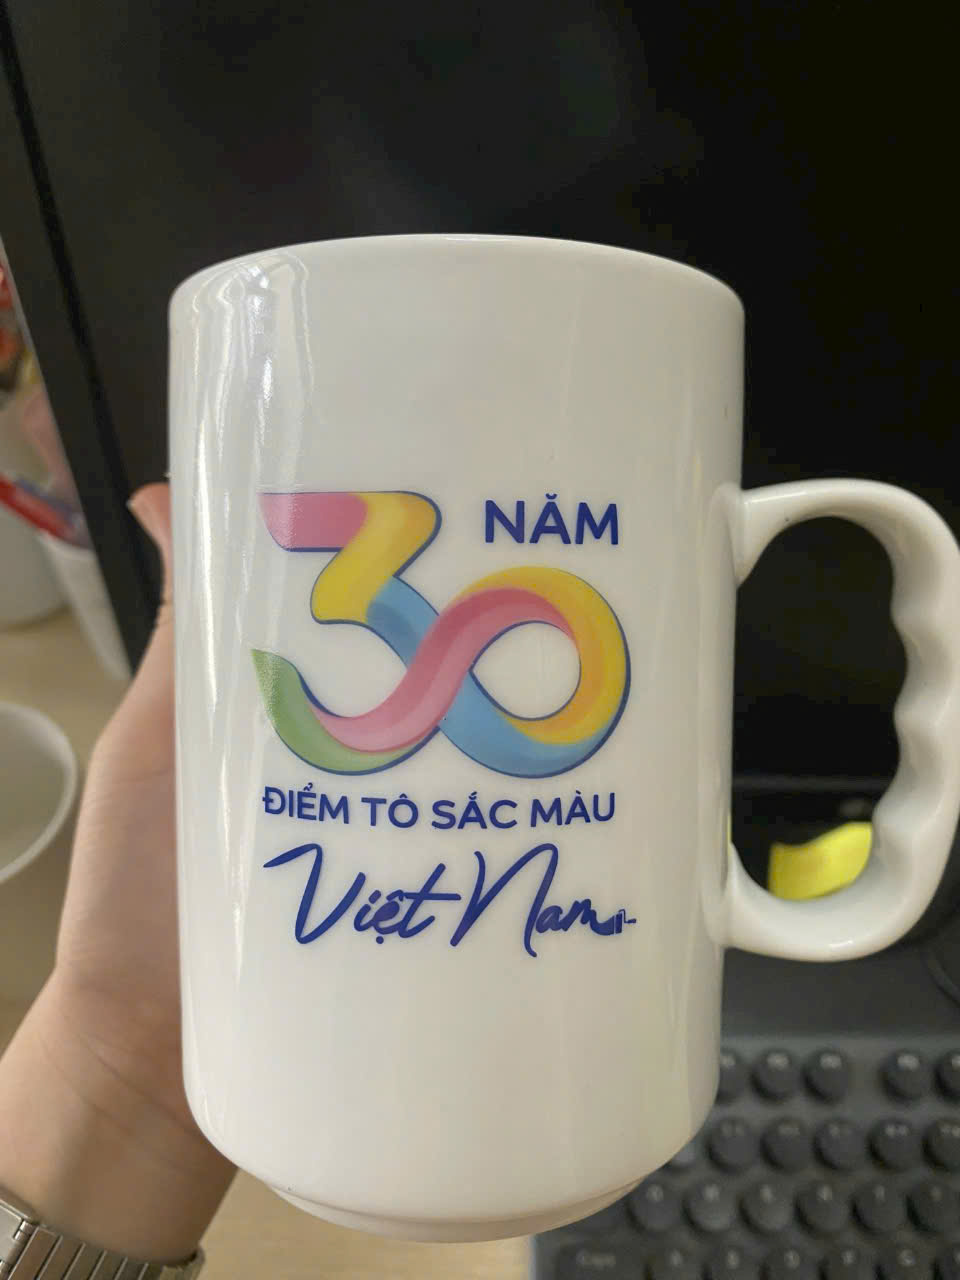 30 NĂM
ĐIỂM TÔ SẮC MÀU
Việt Nam